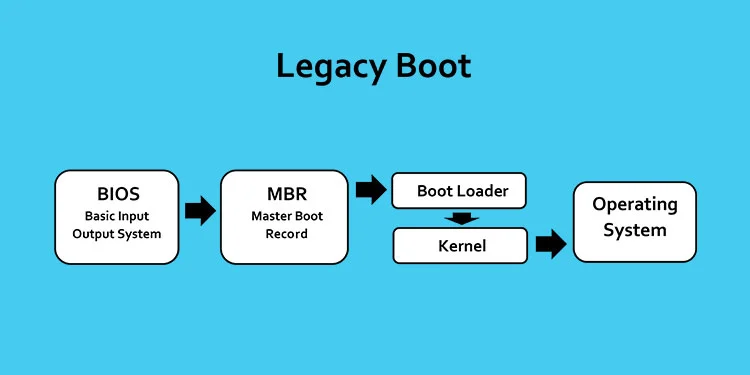 Legacy Boot
BIOS
Basic Input
Output System
MBR
Master Boot
Record
Boot Loader
Kernel
Operating
System